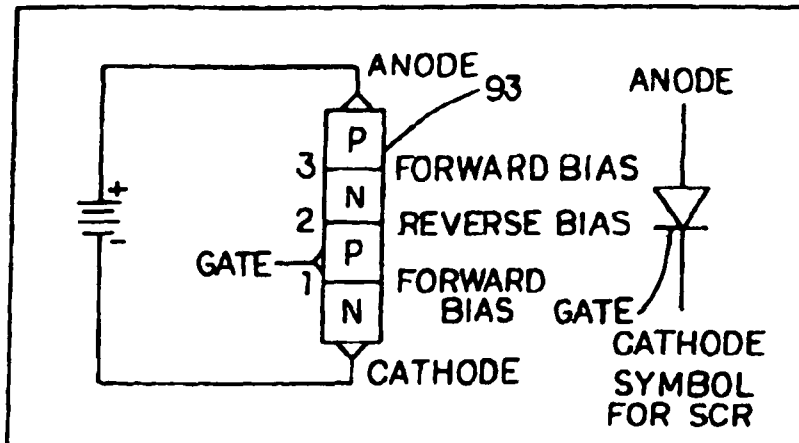 ANODE
93
ANODE
P
3
FORWARD BIAS
N
+
2
REVERSE BIAS
-
GATE
P
1
FORWARD
BIAS
N
GATE
CATHODE
CATHODE
SYMBOL
FOR SCR